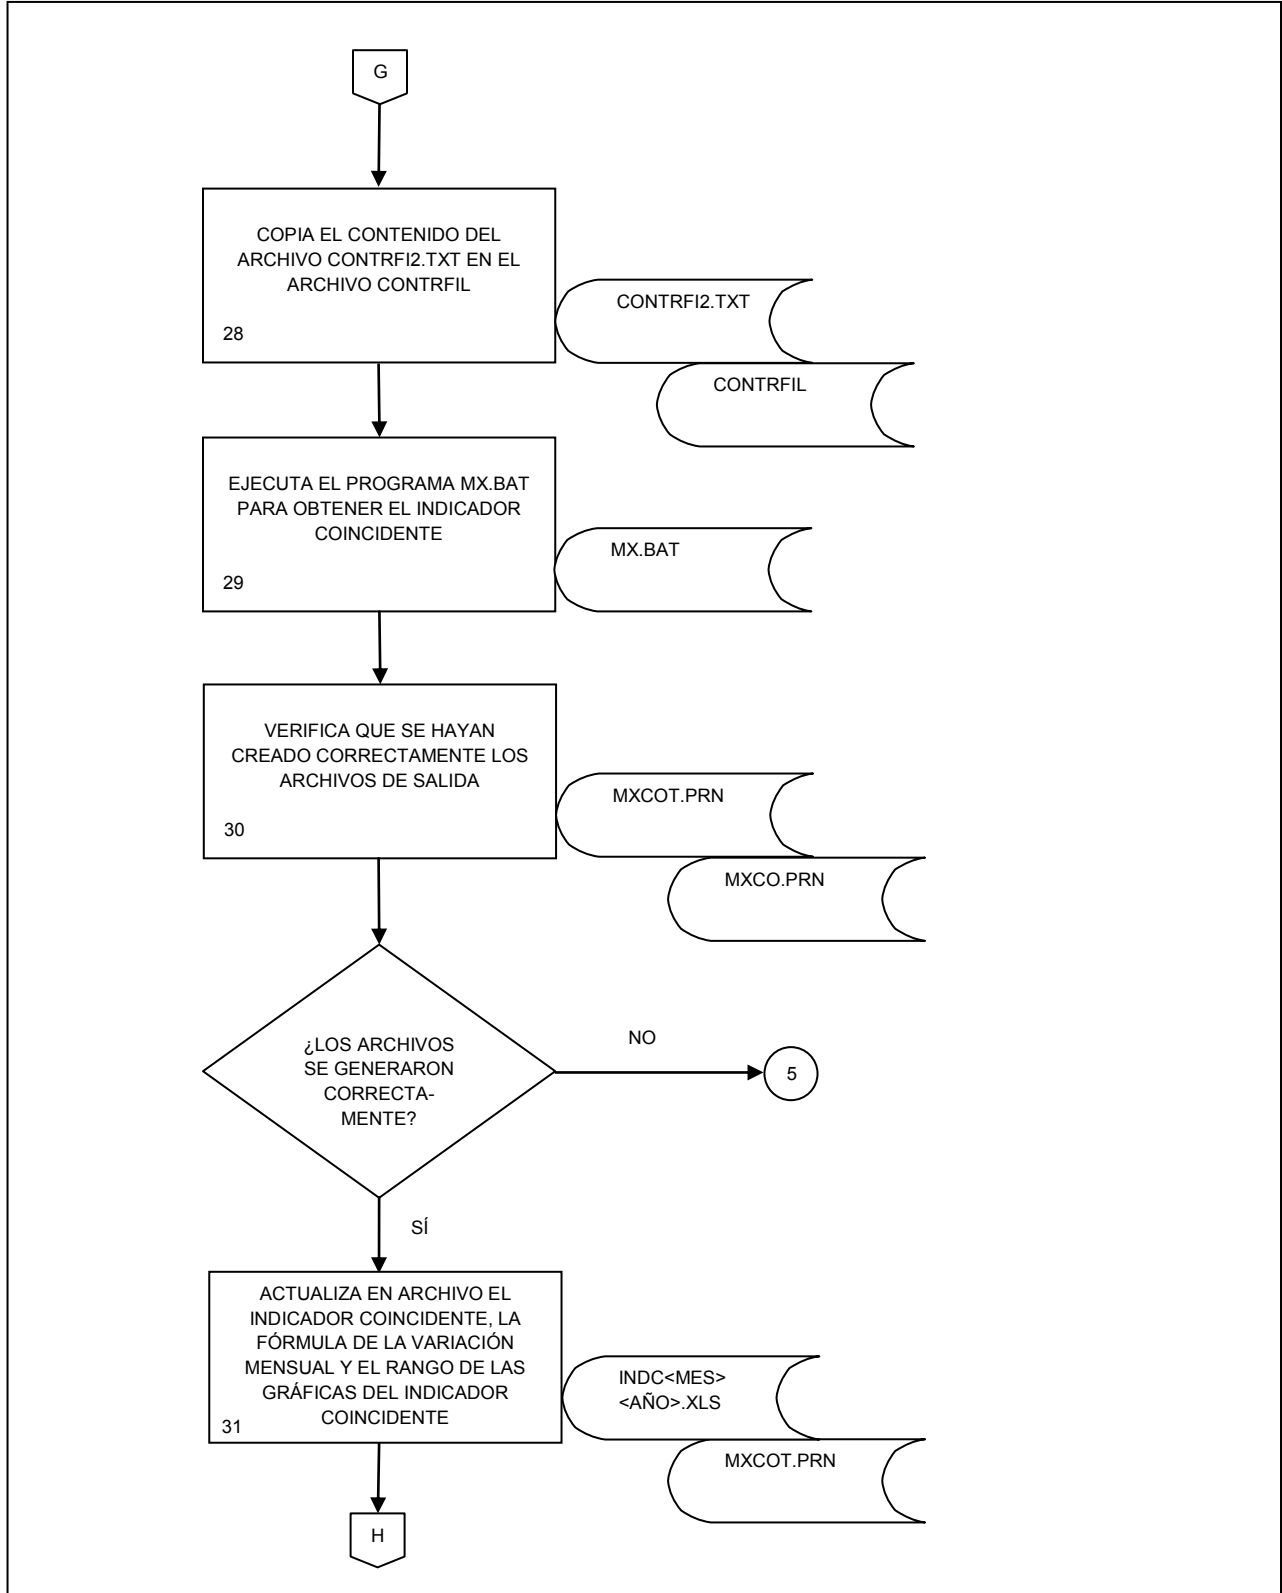 G
COPIA EL CONTENIDO DEL
ARCHIVO CONTRFI2.TXT EN EL
ARCHIVO CONTRFIL
28
CONTRFI2.TXT
CONTRFIL
EJECUTA EL PROGRAMA MX.BAT
PARA OBTENER EL INDICADOR
COINCIDENTE
29
MX.BAT
VERIFICA QUE SE HAYAN
CREADO CORRECTAMENTE LOS
ARCHIVOS DE SALIDA
30
MXCOT.PRN
MXCO.PRN
¿LOS ARCHIVOS
SE GENERARON
CORRECTA-
MENTE?
NO
5
SÍ
ACTUALIZA EN ARCHIVO EL
INDICADOR COINCIDENTE, LA
FÓRMULA DE LA VARIACIÓN
MENSUAL Y EL RANGO DE LAS
GRÁFICAS DEL INDICADOR
COINCIDENTE
31
INDC<MES>
<AÑO>.XLS
MXCOT.PRN
H